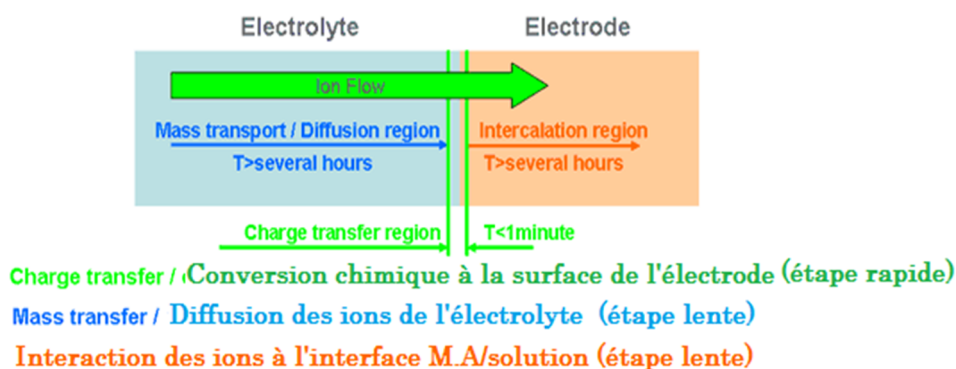 Electrolyte Electrode
Ion Flow
Mass transport / Diffusion region Intercalation region
T>several hours T>several hours
Charge transfer region T<1minute
Charge transfer / Conversion chimique à la surface de l'électrode (étape rapide)
Mass transfer / Diffusion des ions de l'électrolyte (étape lente)
Interaction des ions à l'interface M.A/solution (étape lente)